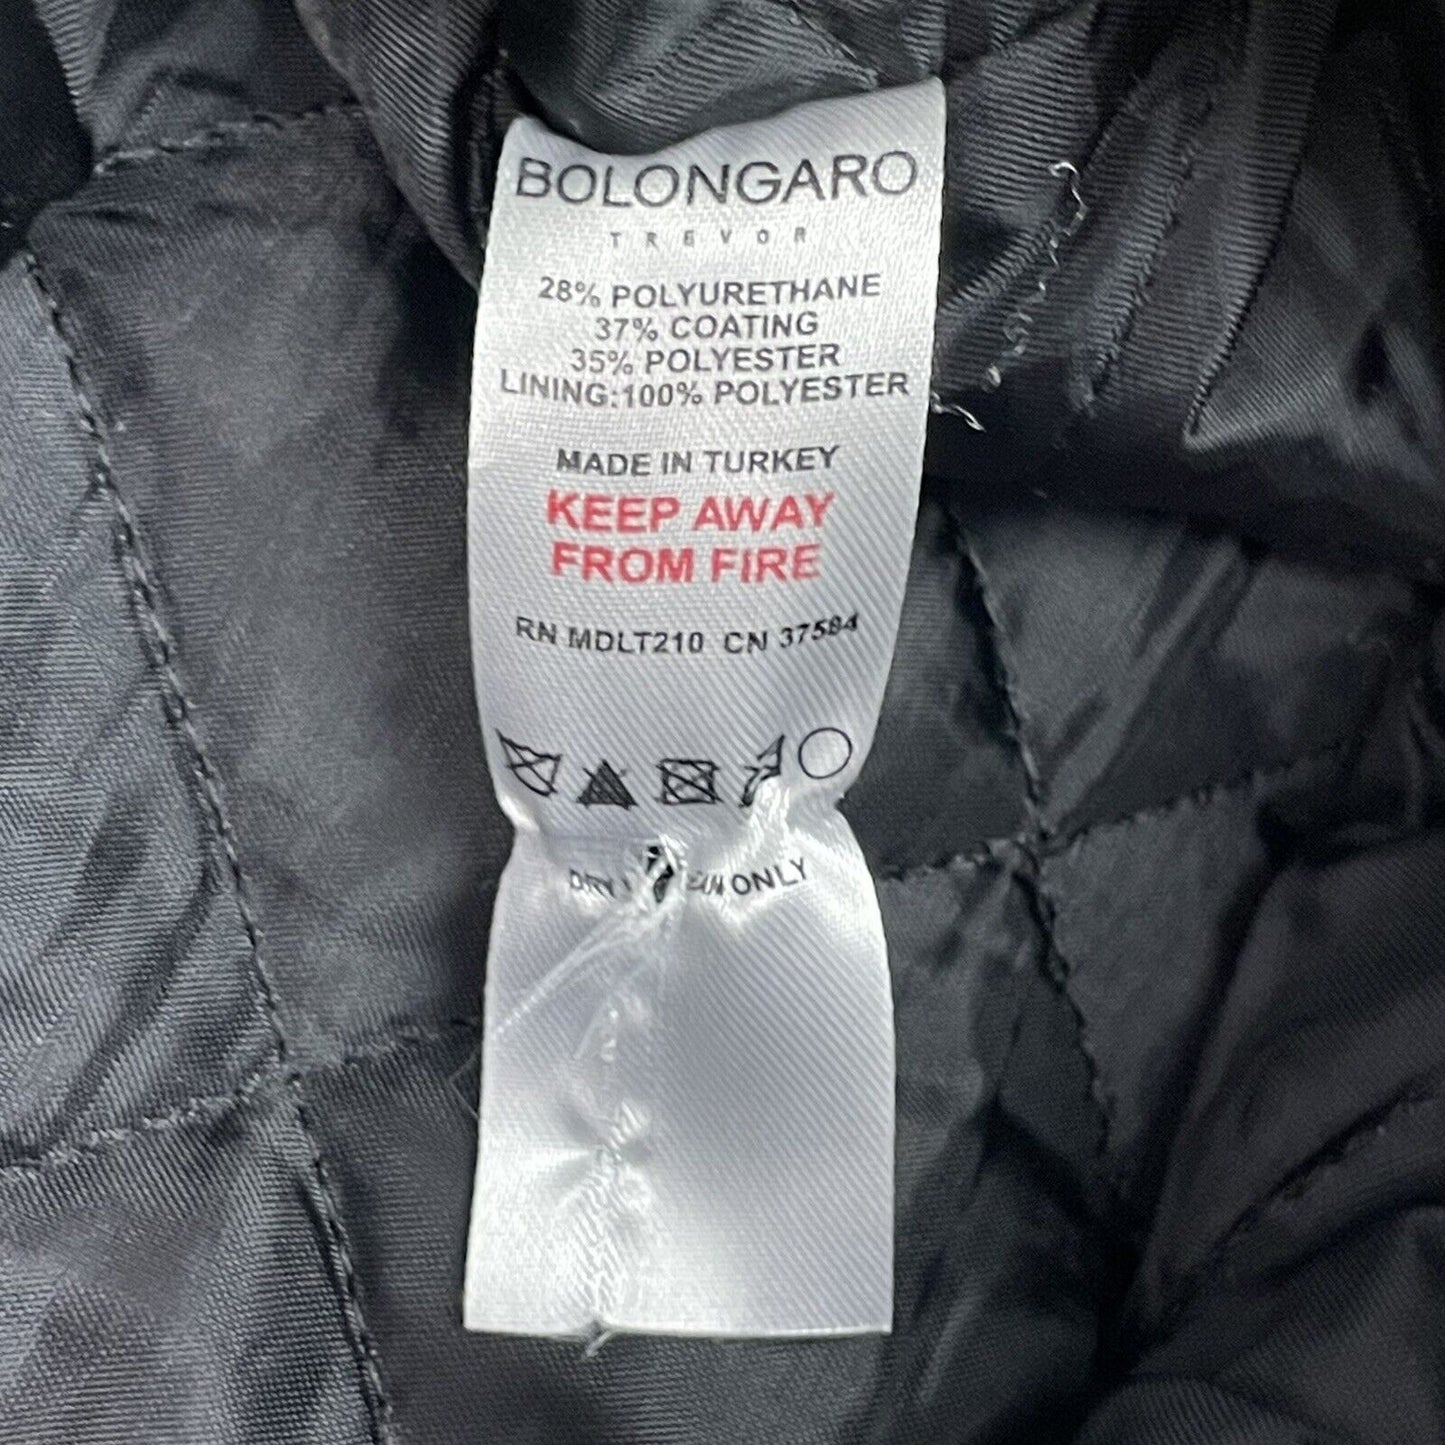 BOLONGARO
TREVOR
28% POLYURETHANE
37% COATING
35% POLYESTER
LINING:100% POLYESTER
MADE IN TURKEY
KEEP AWAY
FROM FIRE
RN MDLT210 CN 37584
DRY ONLY